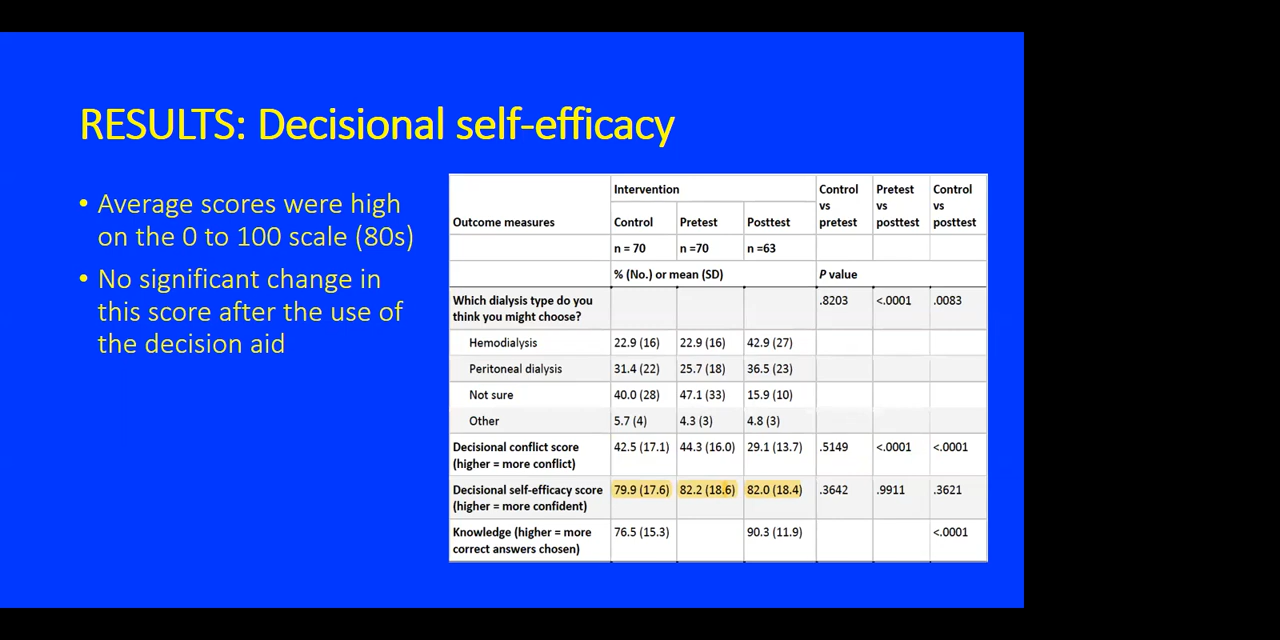 RESULTS: Decisional self-efficacy
• Average scores were high
on the 0 to 100 scale (80s)
• No significant change in
this score after the use of
the decision aid
Outcome measures Intervention Control vs pretest Pretest vs posttest Control vs posttest
Control Pretest Posttest
n = 70 n =70 n =63
% (No.) or mean (SD) P value
Which dialysis type do you .8203 <.0001 .0083
think you might choose?
Hemodialysis 22.9 (16) 22.9 (16) 42.9 (27)
Peritoneal dialysis 31.4 (22) 25.7 (18) 36.5 (23)
Not sure 40.0 (28) 47.1 (33) 15.9 (10)
Other 5.7 (4) 4.3 (3) 4.8 (3)
Decisional conflict score 42.5 (17.1) 44.3 (16.0) 29.1 (13.7) .5149 <.0001 <.0001
(higher = more conflict)
Decisional self-efficacy score 79.9 (17.6) 82.2 (18.6) 82.0 (18.4) .3642 .9911 .3621
(higher = more confident)
Knowledge (higher = more 76.5 (15.3) 90.3 (11.9) <.0001
correct answers chosen)